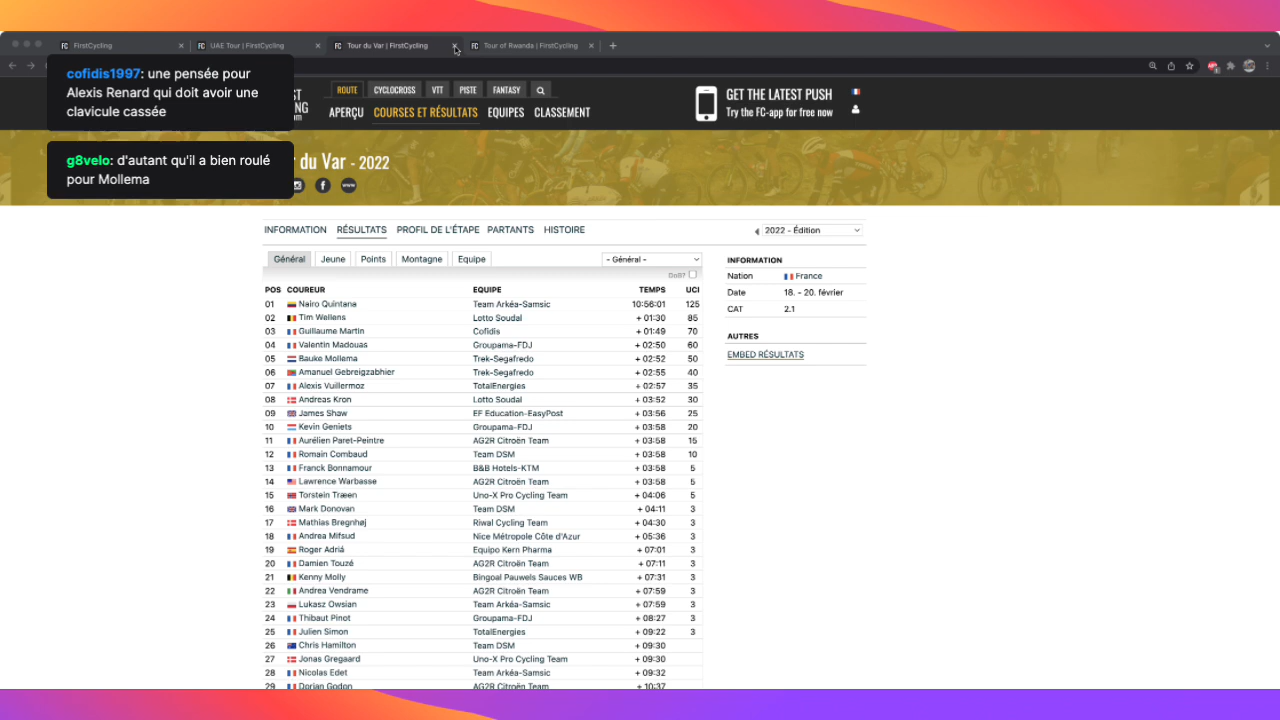 FirstCycling
UAE Tour | FirstCycling
Tour du Var | FirstCycling
Tour of Rwanda | FirstCycling
cofidis1997: une pensée pour
Alexis Renard qui doit avoir une
clavicule cassée
g8velo: d'autant qu'il a bien roulé
pour Mollema
ROUTE CYCLOCROSS VTT PISTE FANTASY
APERÇU COURSES ET RÉSULTATS EQUIPES CLASSEMENT
GET THE LATEST PUSH
Try the FC-app for free now
du Var - 2022
WWW
INFORMATION RÉSULTATS PROFIL DE L'ÉTAPE PARTANTS HISTOIRE
2022 - Édition
Général Jeune Points Montagne Equipe
- Général -
POS COUREUR EQUIPE TEMPS UCI
01 Nairo Quintana Team Arkéa-Samsic 10:56:01 125
02 Tim Wellens Lotto Soudal + 01:30 85
03 Guillaume Martin Cofidis + 01:49 70
04 Valentin Madouas Groupama-FDJ + 02:50 60
05 Bauke Mollema Trek-Segafredo + 02:52 50
06 Amanuel Gebreigzabhier Trek-Segafredo + 02:55 40
07 Alexis Vuillermoz TotalEnergies + 02:57 35
08 Andreas Kron Lotto Soudal + 03:52 30
09 James Shaw EF Education-EasyPost + 03:56 25
10 Kevin Geniets Groupama-FDJ + 03:58 20
11 Aurélien Paret-Peintre AG2R Citroën Team + 03:58 15
12 Romain Combaud Team DSM + 03:58 10
13 Franck Bonnamour B&B Hotels-KTM + 03:58 5
14 Lawrence Warbasse AG2R Citroën Team + 03:58 5
15 Torstein Træen Uno-X Pro Cycling Team + 04:06 5
16 Mark Donovan Team DSM + 04:11 3
17 Mathias Bregnhøj Riwal Cycling Team + 04:30 3
18 Andrea Mifsud Nice Métropole Côte d'Azur + 05:36 3
19 Roger Adriá Equipo Kern Pharma + 07:01 3
20 Damien Touzé AG2R Citroën Team + 07:11 3
21 Kenny Molly Bingoal Pauwels Sauces WB + 07:31 3
22 Andrea Vendrame AG2R Citroën Team + 07:59 3
23 Lukasz Owsian Team Arkéa-Samsic + 07:59 3
24 Thibaut Pinot Groupama-FDJ + 08:27 3
25 Julien Simon TotalEnergies + 09:22 3
26 Chris Hamilton Team DSM + 09:30
27 Jonas Gregaard Uno-X Pro Cycling Team + 09:30
28 Nicolas Edet Team Arkéa-Samsic + 09:32
29 Dorian Godon AG2R Citroën Team + 10:37
INFORMATION
Nation France
Date 18. - 20. février
CAT 2.1
AUTRES
EMBED RÉSULTATS